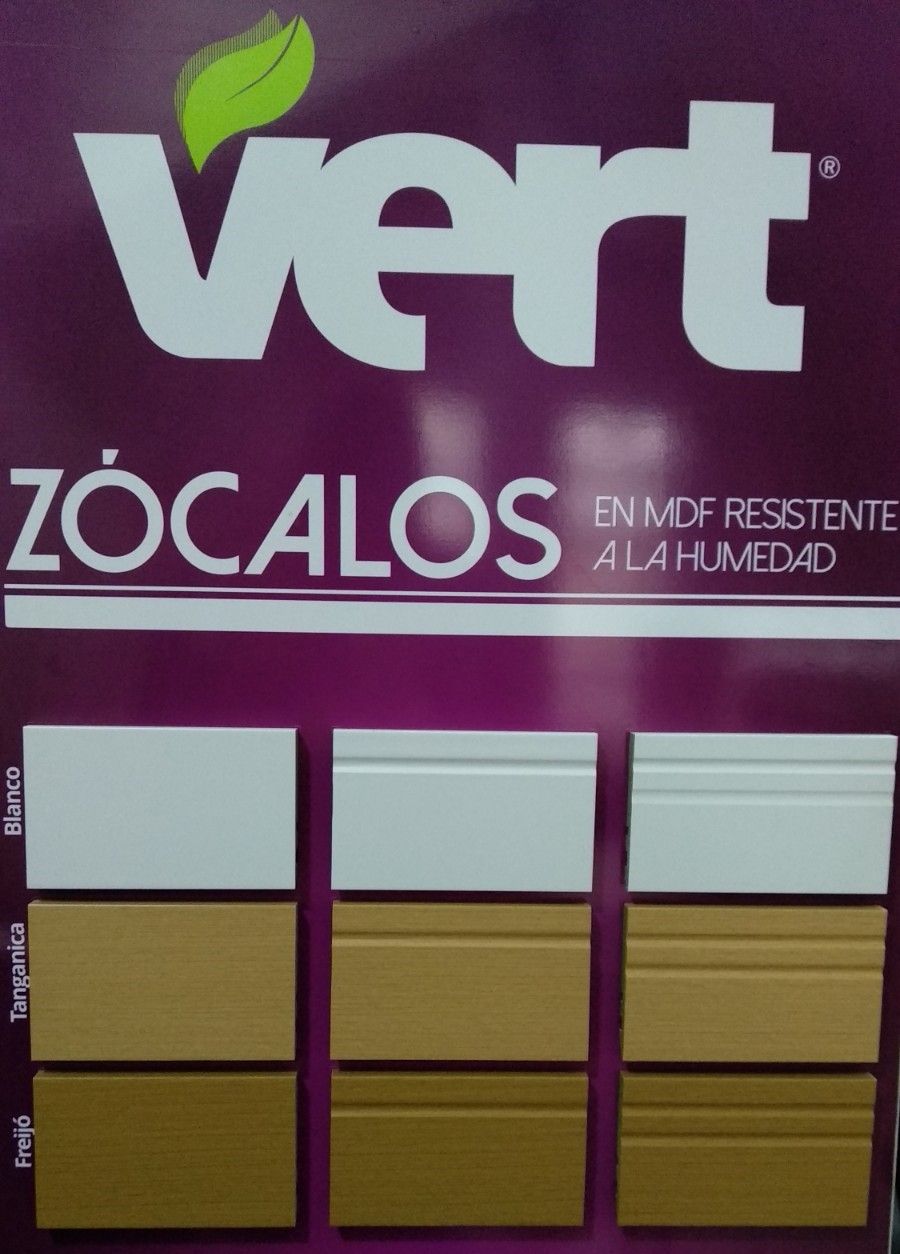 vert®
ZÓCALOS
EN MDF RESISTENTE
A LA HUMEDAD
Blanco
Tanganica
Freijó